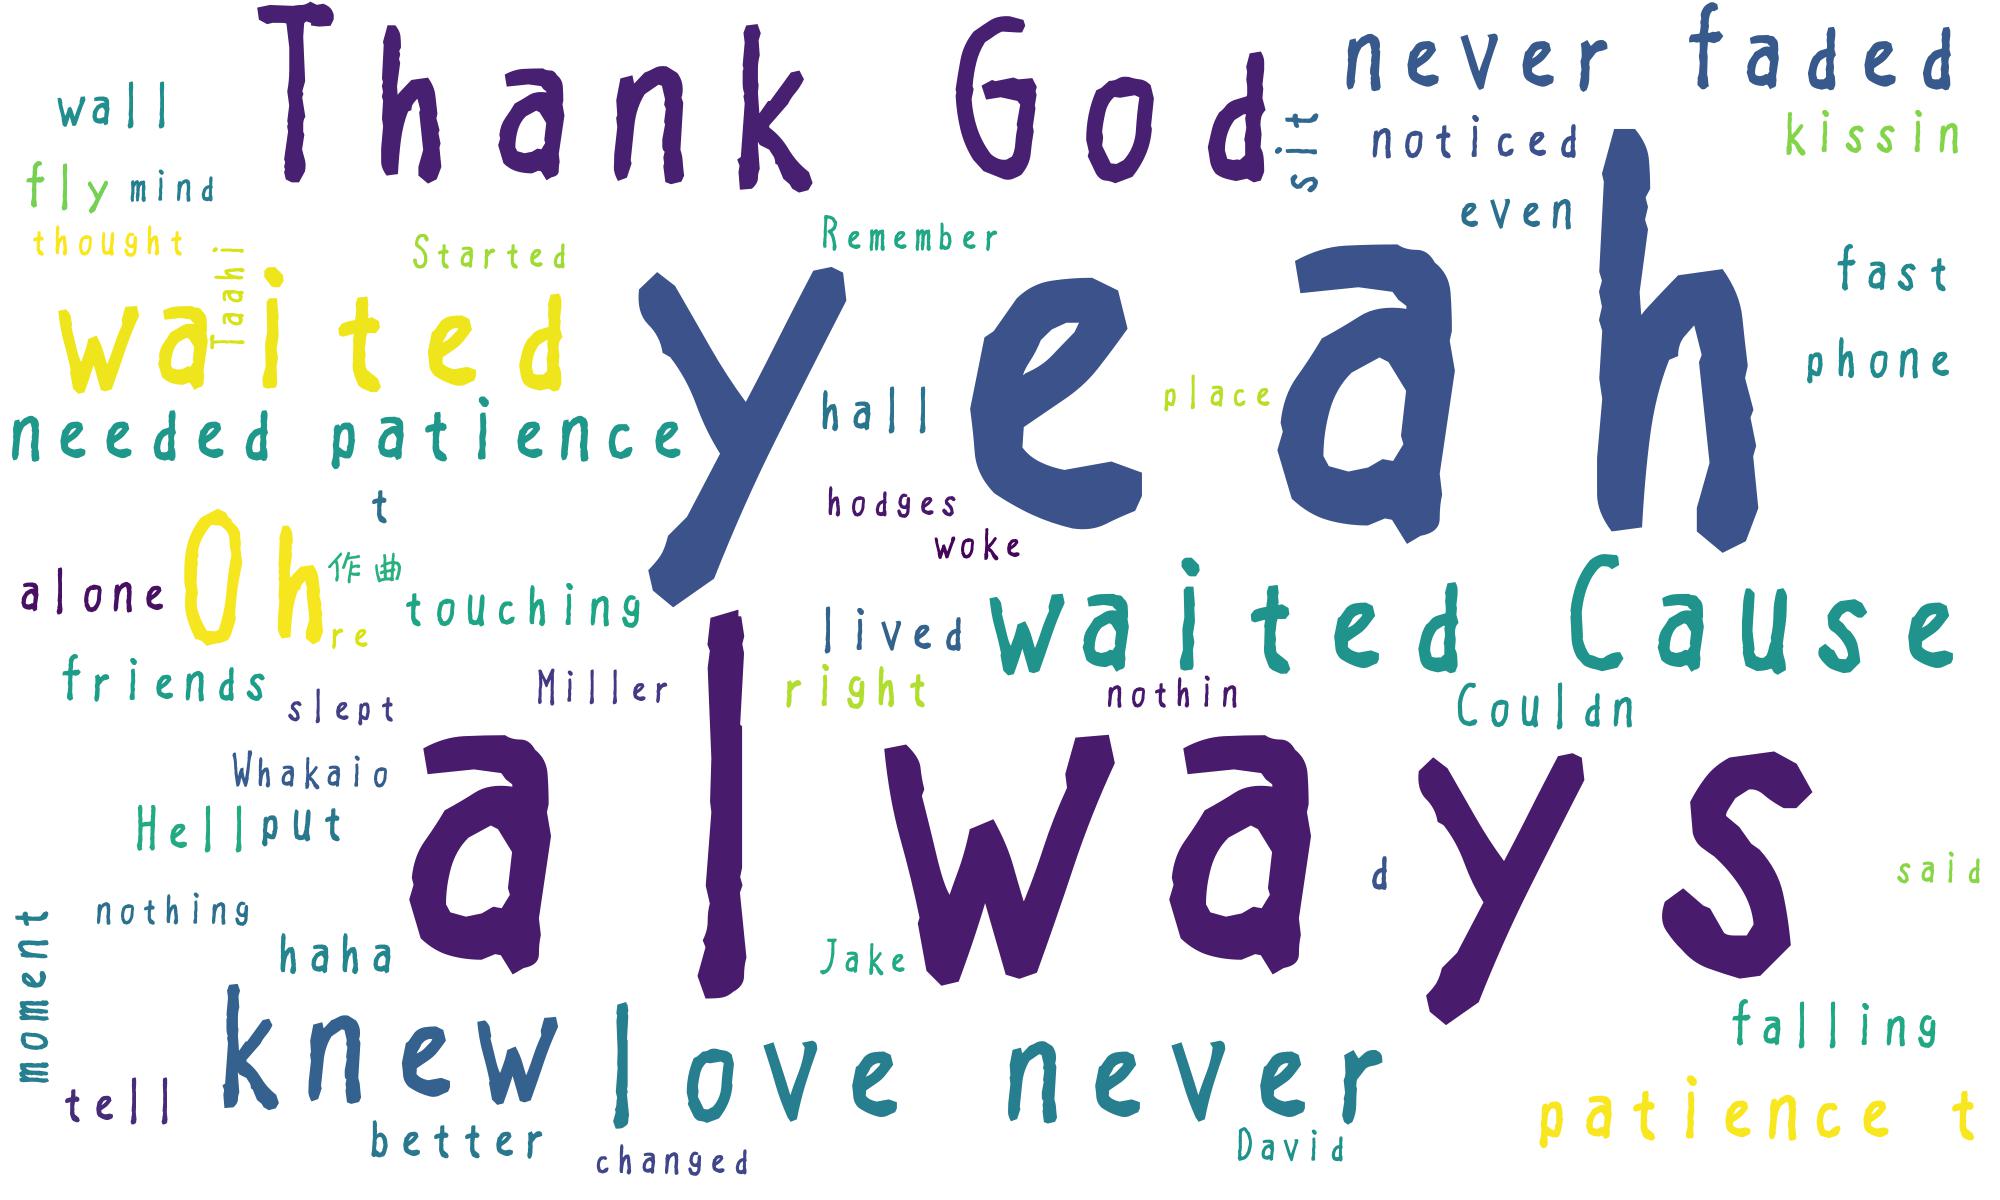 Thank God
never faded
wall
sit
noticed
kissin
fly
mind
even
thought
Taahi
Started
Remember
fast
waited
yeah
phone
hall
place
needed patience
t
hodges
woke
作曲
alone
Oh
re
touching
lived
waited Cause
friends
slept
Miller
right
nothin
Couldn
Whakaio
always
Hell
put
d
said
nothing
moment
haha
Jake
knew
love never
falling
tell
better
changed
David
patience t